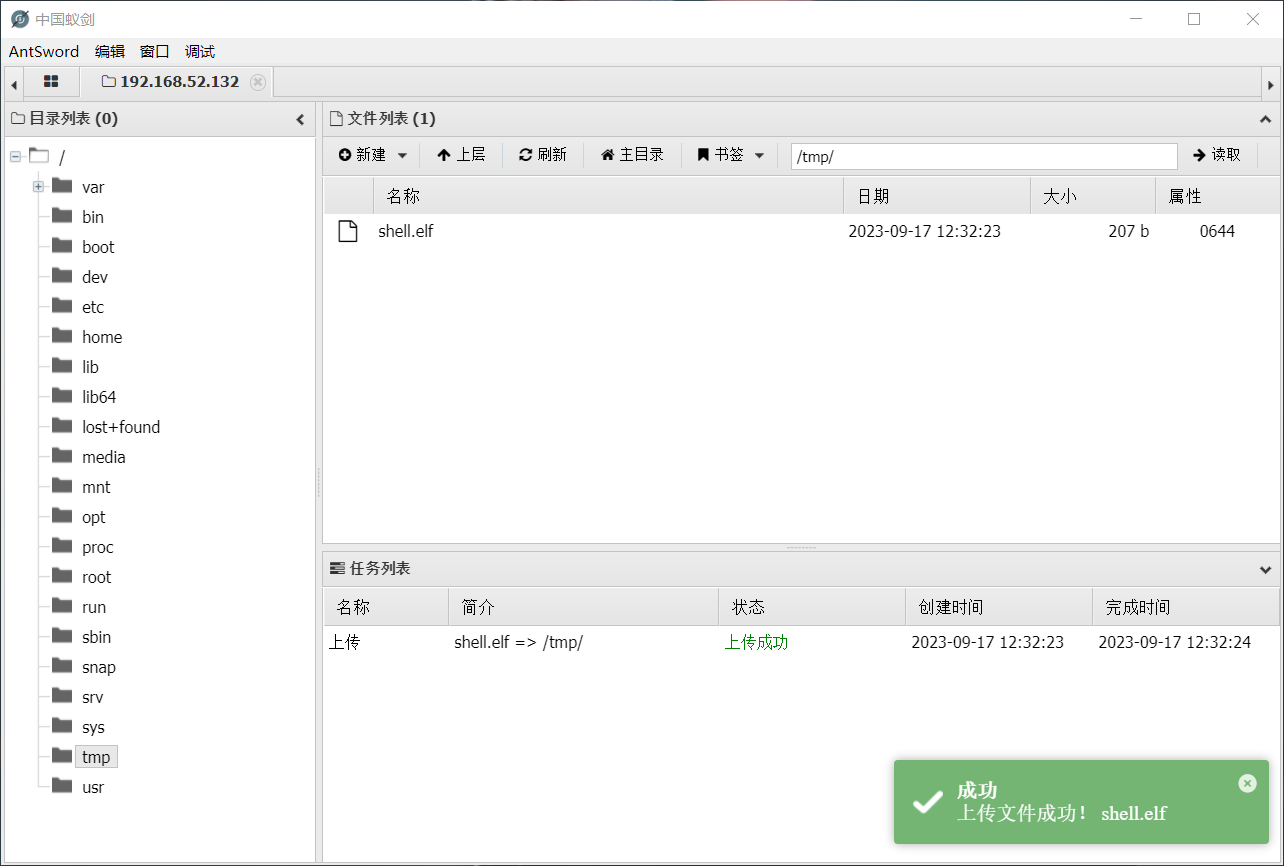 中国蚁剑
AntSword 编辑 窗口 调试
192.168.52.132
目录列表 (0)
/
var
bin
boot
dev
etc
home
lib
lib64
lost+found
media
mnt
opt
proc
root
run
sbin
snap
srv
sys
tmp
usr
文件列表 (1)
新建 上层 刷新 主目录 书签 /tmp/ 读取
名称 日期 大小 属性
shell.elf 2023-09-17 12:32:23 207 b 0644
任务列表
名称 简介 状态 创建时间 完成时间
上传 shell.elf => /tmp/ 上传成功 2023-09-17 12:32:23 2023-09-17 12:32:24
成功
上传文件成功！ shell.elf